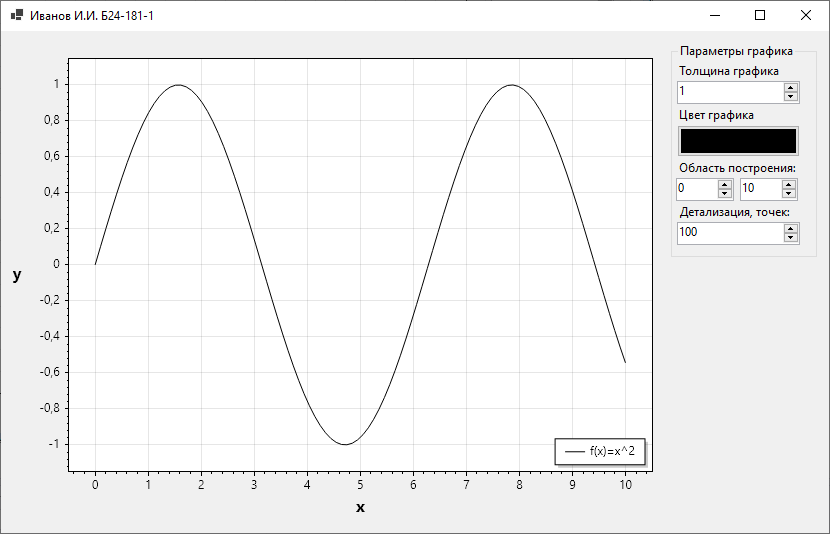 Иванов И.И. Б24-181-1
Параметры графика
Толщина графика
1
Цвет графика
Область построения:
0 10
Детализация, точек:
100
y
1
0,8
0,6
0,4
0,2
0
-0,2
-0,4
-0,6
-0,8
-1
f(x)=x^2
0 1 2 3 4 5 6 7 8 9 10
x